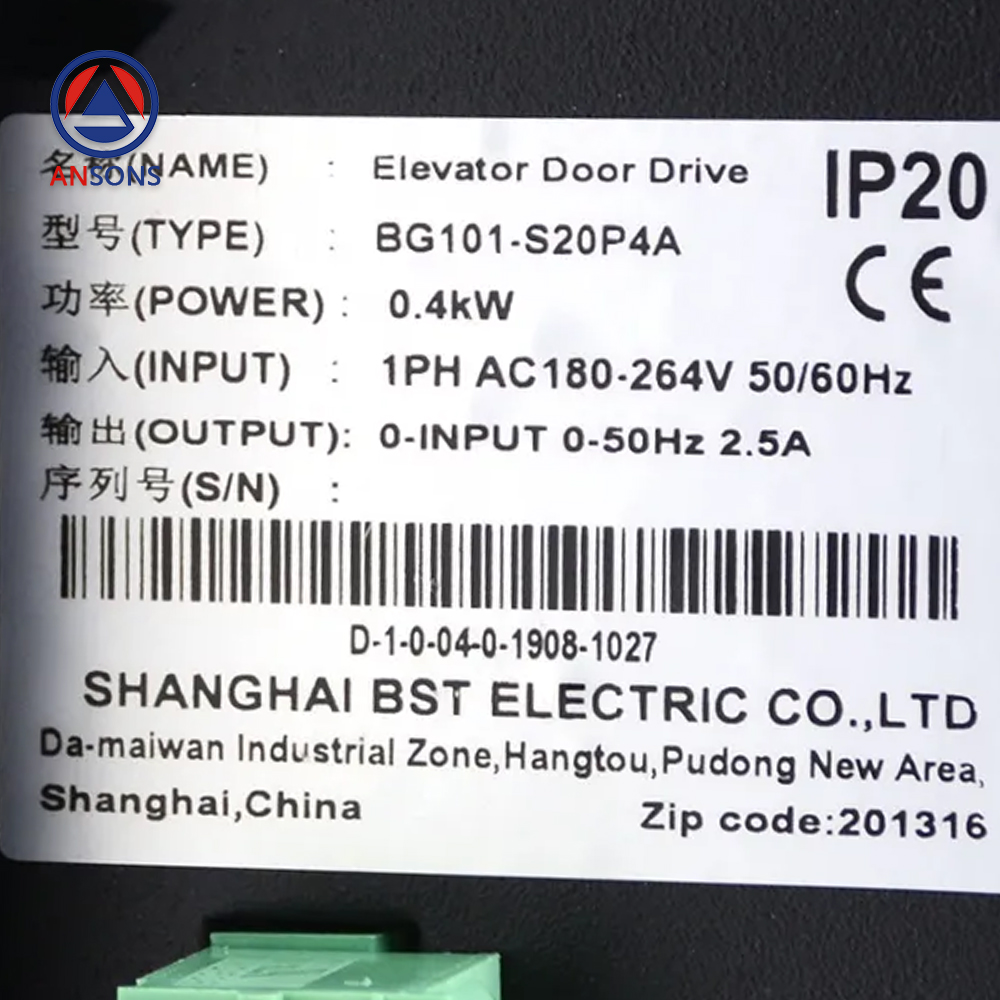 ANSONS
名称(NAME) : Elevator Door Drive
IP20
型号(TYPE) : BG101-S20P4A
CE
功率(POWER) : 0.4kW
输入(INPUT) : 1PH AC180-264V 50/60Hz
输出(OUTPUT): 0-INPUT 0-50Hz 2.5A
序列号(S/N) :
D-1-0-04-0-1908-1027
SHANGHAI BST ELECTRIC CO.,LTD
Da-maiwan Industrial Zone,Hangtou,Pudong New Area,
Shanghai,China Zip code:201316